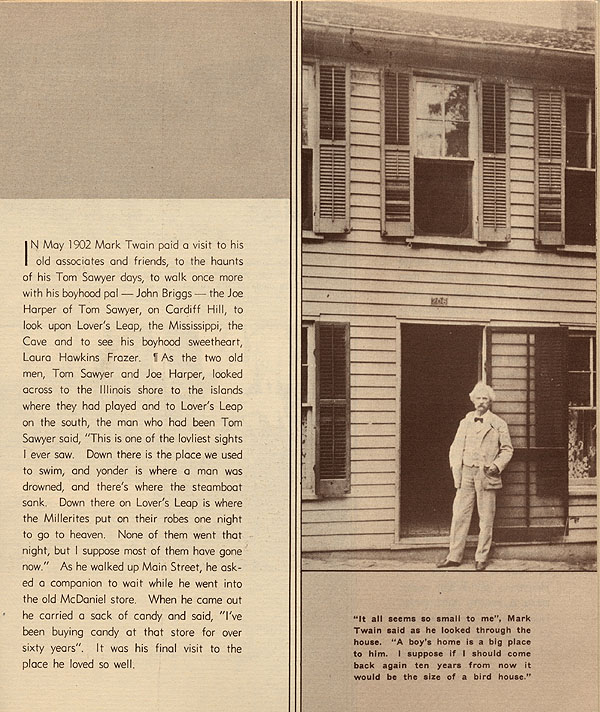 IN May 1902 Mark Twain paid a visit to his
old associates and friends, to the haunts
of his Tom Sawyer days, to walk once more
with his boyhood pal — John Briggs — the Joe
Harper of Tom Sawyer, on Cardiff Hill, to
look upon Lover's Leap, the Mississippi, the
Cave and to see his boyhood sweetheart,
Laura Hawkins Frazer. ¶ As the two old
men, Tom Sawyer and Joe Harper, looked
across to the Illinois shore to the islands
where they had played and to Lover's Leap
on the south, the man who had been Tom
Sawyer said, "This is one of the lovliest sights
I ever saw. Down there is the place we used
to swim, and yonder is where a man was
drowned, and there's where the steamboat
sank. Down there on Lover's Leap is where
the Millerites put on their robes one night
to go to heaven. None of them went that
night, but I suppose most of them have gone
now." As he walked up Main Street, he ask-
ed a companion to wait while he went into
the old McDaniel store. When he came out
he carried a sack of candy and said, "I've
been buying candy at that store for over
sixty years". It was his final visit to the
place he loved so well.
206
"It all seems so small to me", Mark
Twain said as he looked through the
house. "A boy's home is a big place
to him. I suppose if I should come
back again ten years from now it
would be the size of a bird house."